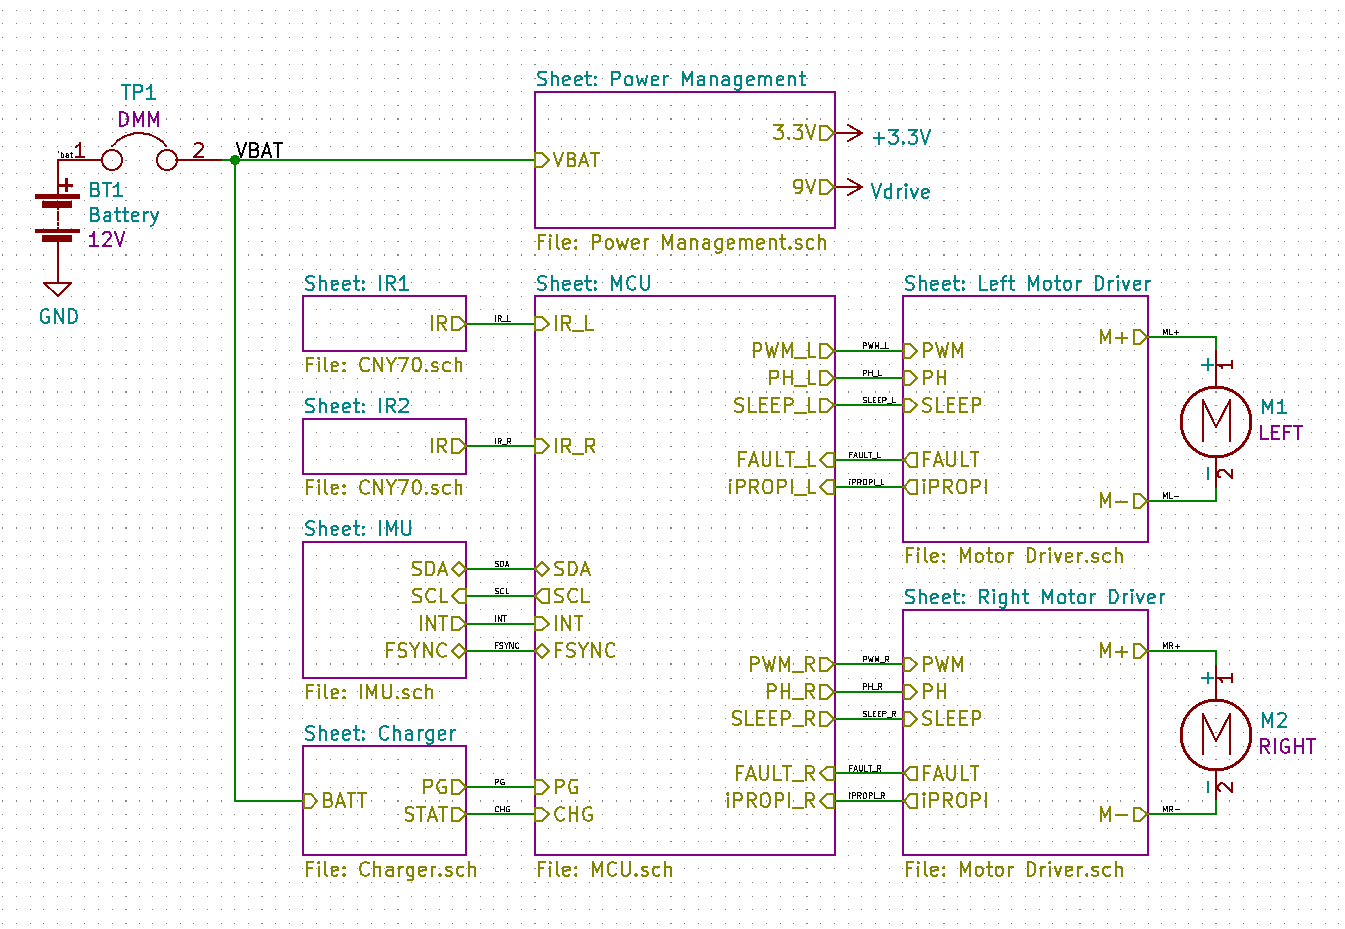 Sheet: Power Management
TP1
DMM
3.3V
+3.3V
1
2
VBAT
VBAT
BT1
Battery
12V
9V
Vdrive
File: Power Management.sch
GND
Sheet: IR1
IR
IR_L
File: CNY70.sch
Sheet: IR2
IR
IR_R
File: CNY70.sch
Sheet: IMU
SDA
SDA
SCL
SCL
INT
INT
FSYNC
FSYNC
File: IMU.sch
Sheet: Charger
BATT
PG
PG
STAT
CHG
File: Charger.sch
Sheet: MCU
IR_L
IR_R
SDA
SCL
INT
FSYNC
PG
CHG
PWM_L
PWM_L
PH_L
PH_L
SLEEP_L
SLEEP_L
FAULT_L
FAULT_L
iPROPI_L
iPROPI_L
PWM_R
PWM_R
PH_R
PH_R
SLEEP_R
SLEEP_R
FAULT_R
FAULT_R
iPROPI_R
iPROPI_R
File: MCU.sch
Sheet: Left Motor Driver
PWM
PH
SLEEP
FAULT
iPROPI
M+
ML+
M-
ML-
+
1
M
M1
LEFT
-
2
File: Motor Driver.sch
Sheet: Right Motor Driver
PWM
PH
SLEEP
FAULT
iPROPI
M+
MR+
M-
MR-
+
1
M
M2
RIGHT
-
2
File: Motor Driver.sch